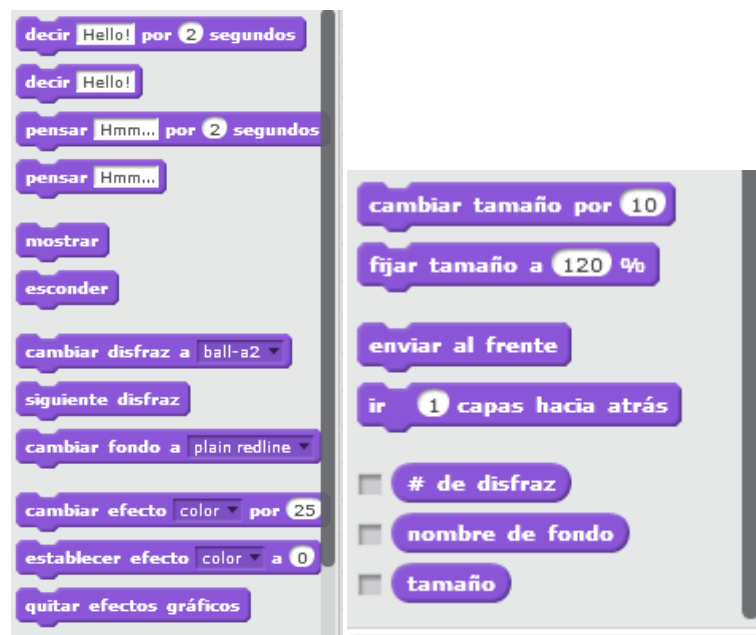 decir Hello! por 2 segundos
decir Hello!
pensar Hmm... por 2 segundos
pensar Hmm...
mostrar
esconder
cambiar disfraz a ball-a2
siguiente disfraz
cambiar fondo a plain redline
cambiar efecto color por 25
establecer efecto color a 0
quitar efectos gráficos
cambiar tamaño por 10
fijar tamaño a 120 %
enviar al frente
ir 1 capas hacia atrás
# de disfraz
nombre de fondo
tamaño